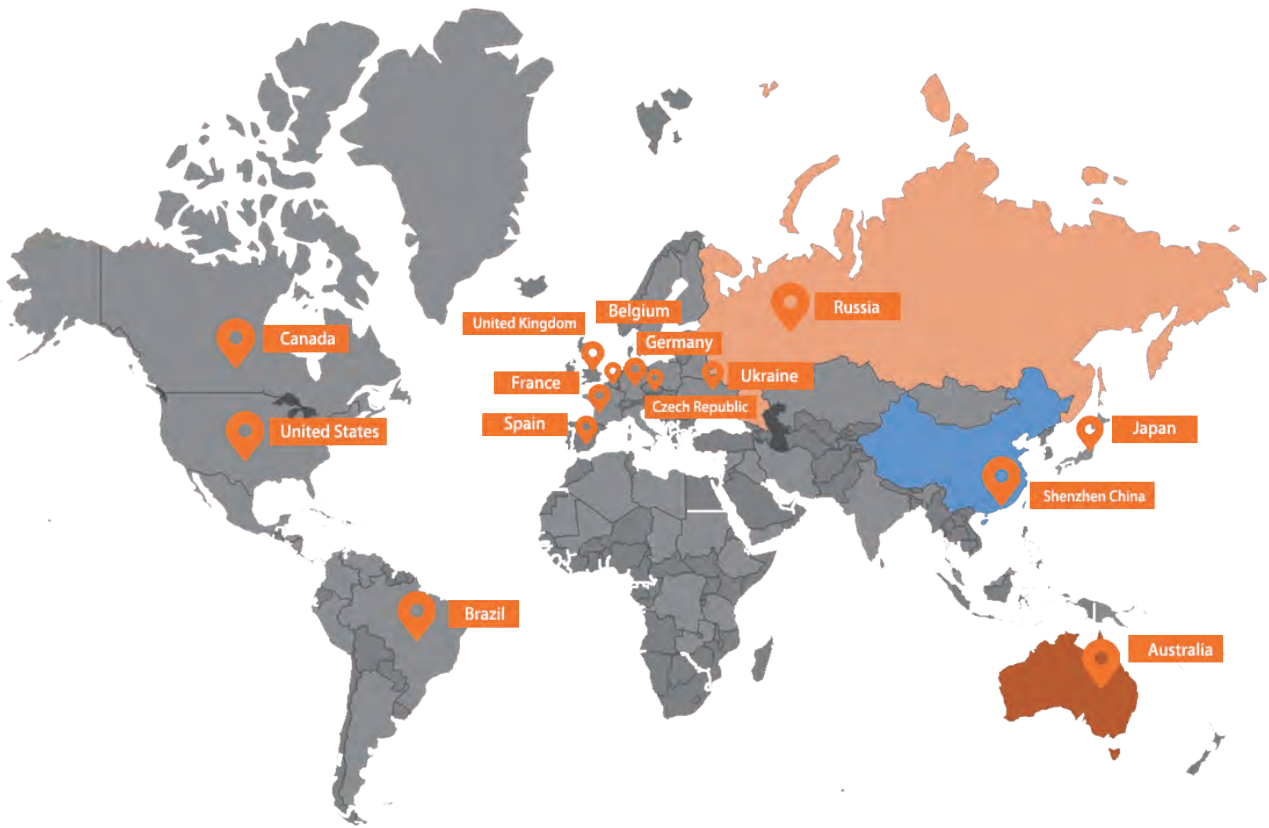 Belgium
Russia
United Kingdom
Canada
Germany
Ukraine
France
Czech Republic
Spain
United States
Japan
Shenzhen China
Brazil
Australia